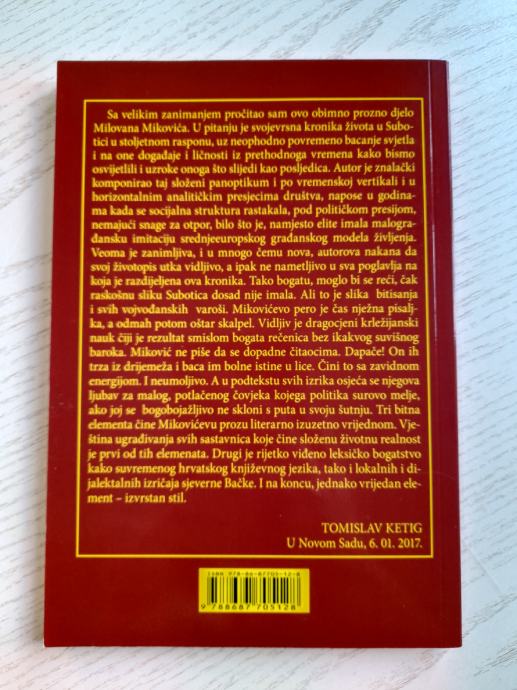 Sa velikim zanimanjem pročitao sam ovo obimno prozno djelo
Milovana Mikovića. U pitanju je svojevrsna kronika života u Subo-
tici u stoljetnom rasponu, uz neophodno povremeno bacanje svjetla
i na one događaje i ličnosti iz prethodnoga vremena kako bismo
osvijetlili i uzroke onoga što slijedi kao posljedica. Autor je znalački
komponirao taj složeni panoptikum i po vremenskoj vertikali i u
horizontalnim analitičkim presjecima društva, napose u godina-
ma kada se socijalna struktura rastakala, pod političkom presijom,
nemajući snage za otpor, bilo što je, namjesto elite imala malogra-
đansku imitaciju srednjeeuropskog građanskog modela življenja.
Veoma je zanimljiva, i u mnogo čemu nova, autorova nakana da
svoj životopis utka vidljivo, a ipak ne nametljivo u sva poglavlja na
koja je razdijeljena ova kronika. Tako bogatu, moglo bi se reći, čak
raskošnu sliku Subotica dosad nije imala. Ali to je slika bitisanja
i svih vojvođanskih varoši. Mikovićevo pero je čas nježna pisalj-
ka, a odmah potom oštar skalpel. Vidljiv je dragocjeni krležijanski
nauk čiji je rezultat smislom bogata rečenica bez ikakvog suvišnog
baroka. Miković ne piše da se dopadne čitaocima. Dapače! On ih
trza iz drijemeža i baca im bolne istine u lice. Čini to sa zavidnom
energijom. I neumoljivo. A u podtekstu svih izrika osjeća se njegova
ljubav za malog, potlačenog čovjeka kojega politika surovo melje,
ako joj se bogobojažljivo ne skloni s puta u svoju šutnju. Tri bitna
elementa čine Mikovićevu prozu literarno izuzetno vrijednom. Vje-
ština ugrađivanja svih sastavnica koje čine složenu životnu realnost
je prvi od tih elemenata. Drugi je rijetko viđeno leksičko bogatstvo
kako suvremenog hrvatskog književnog jezika, tako i lokalnih i di-
jalektalnih izričaja sjeverne Bačke. I na koncu, jednako vrijedan ele-
ment – izvrstan stil.
TOMISLAV KETIG
U Novom Sadu, 6. 01. 2017.
ISBN 978-86-87705-12-8
9 788687 705128